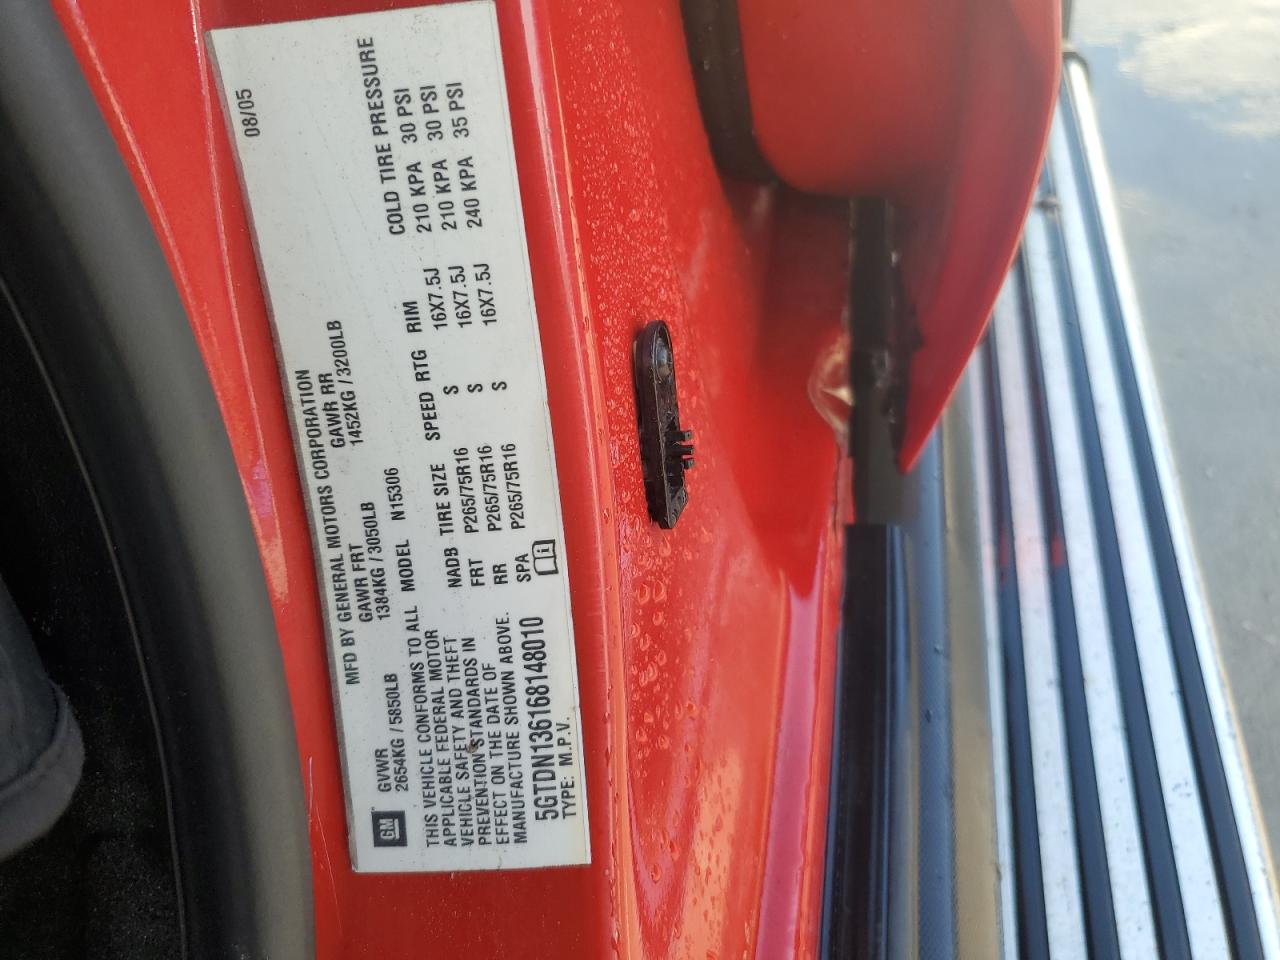 MFD BY GENERAL MOTORS CORPORATION
08/05
GVWR GAWR FRT GAWR RR
2654KG / 5850LB 1384KG / 3050LB 1452KG / 3200LB
GM
THIS VEHICLE CONFORMS TO ALL
APPLICABLE FEDERAL MOTOR
VEHICLE SAFETY AND THEFT
PREVENTION STANDARDS IN
EFFECT ON THE DATE OF
MANUFACTURE SHOWN ABOVE.
5GTDN136168148010
TYPE: M.P.V.
MODEL N15306
NADB TIRE SIZE SPEED RTG RIM COLD TIRE PRESSURE
FRT P265/75R16 S 16X7.5J 210 KPA 30 PSI
RR P265/75R16 S 16X7.5J 210 KPA 30 PSI
SPA P265/75R16 S 16X7.5J 240 KPA 35 PSI